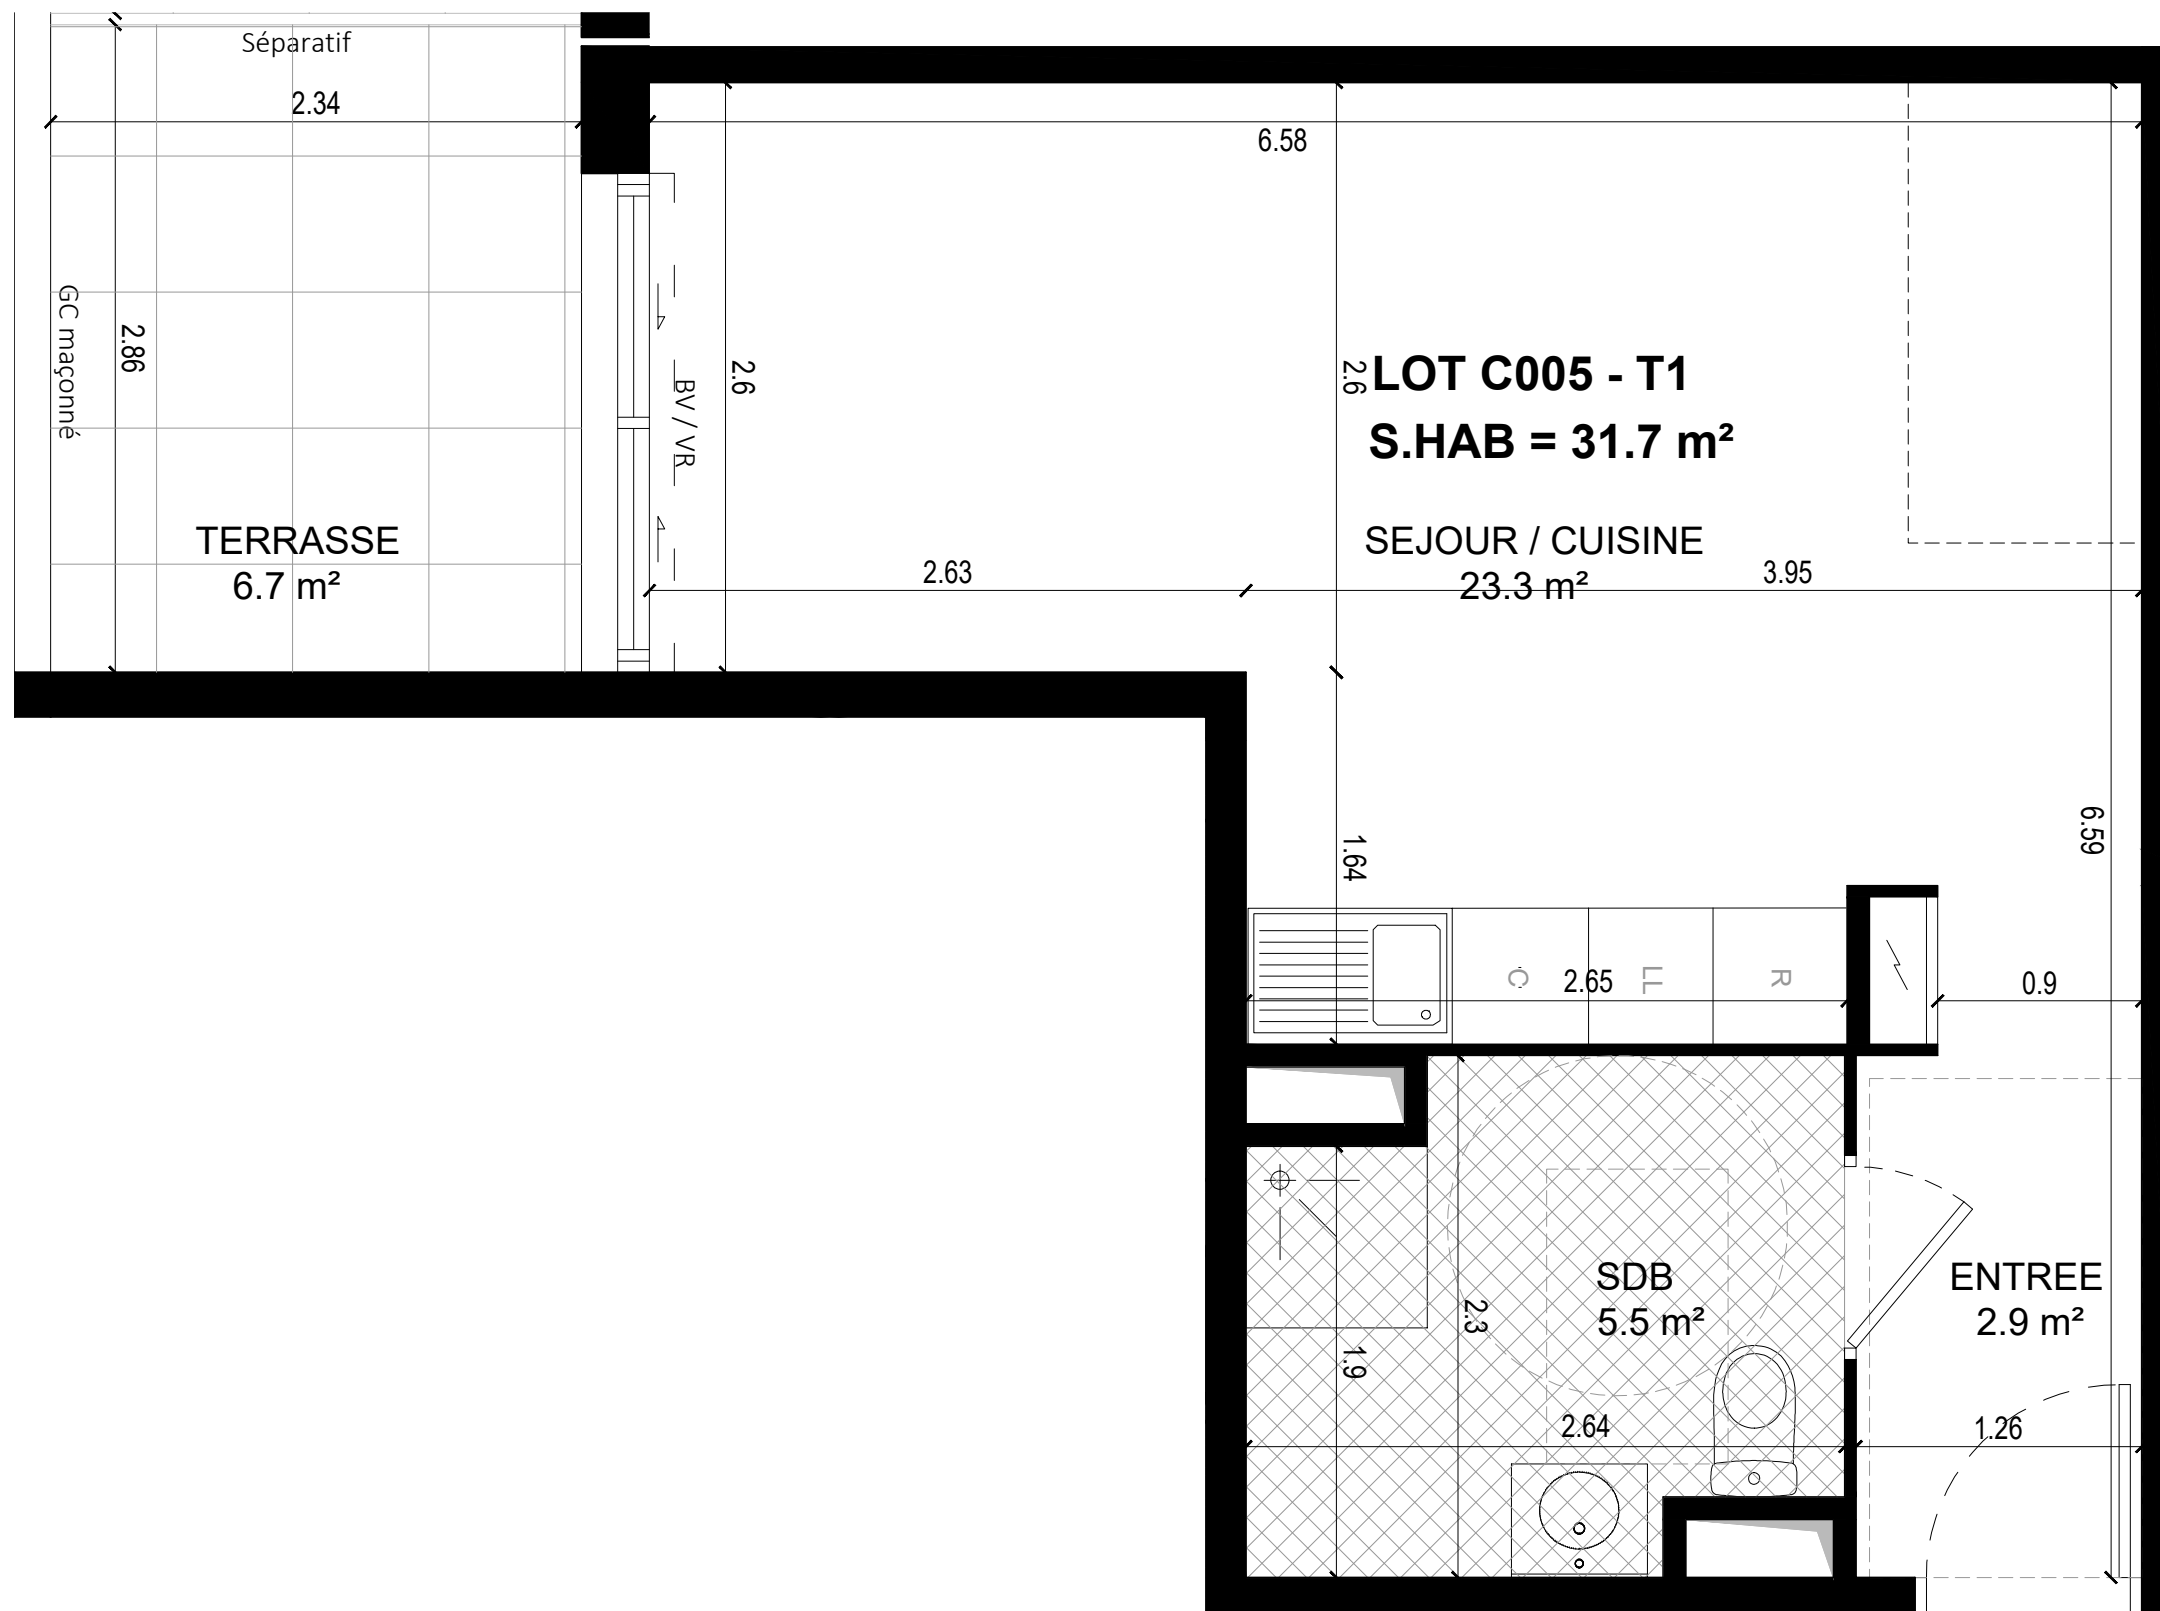 Séparatif
2.34
6.58
GC maçonné
2.86
2.6
2.6
BV / VR
LOT C005 - T1
S.HAB = 31.7 m²
TERRASSE
6.7 m²
SEJOUR / CUISINE
23.3 m²
2.63
3.95
1.64
6.59
C
LL
R
2.65
0.9
SDB
5.5 m²
ENTREE
2.9 m²
2.3
1.9
2.64
1.26